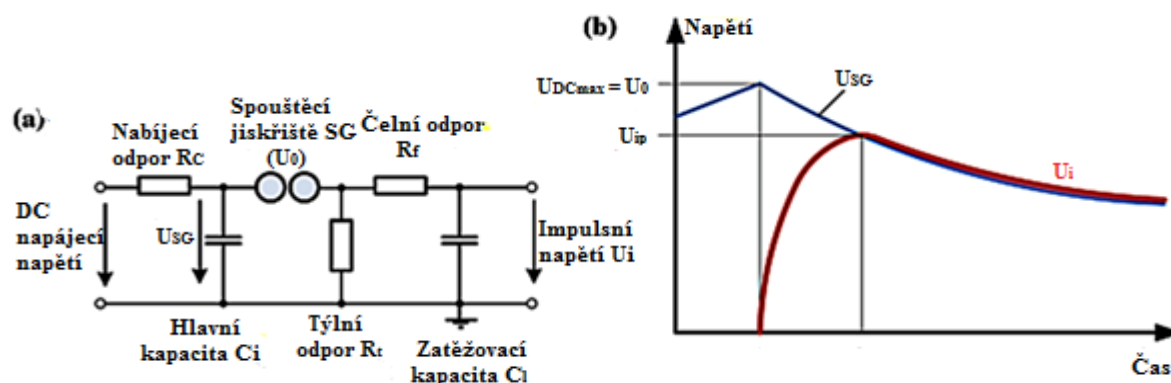 (a)
Nabíjecí
odpor RC
Spouštěcí
jiskřiště SG
(U0)
Čelní odpor
Rf
DC
napájecí
napětí
USG
Impulsní
napětí Ui
Hlavní
kapacita Ci
Týlní
odpor Rt
Zatěžovací
kapacita Cl
(b)
Napětí
UDCmax = U0
USG
Uip
Ui
Čas